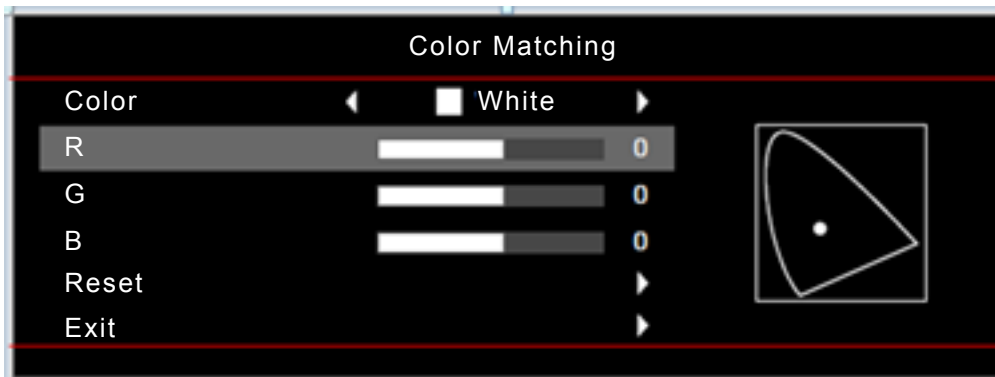 Color Matching
Color White
R 0
G 0
B 0
Reset
Exit